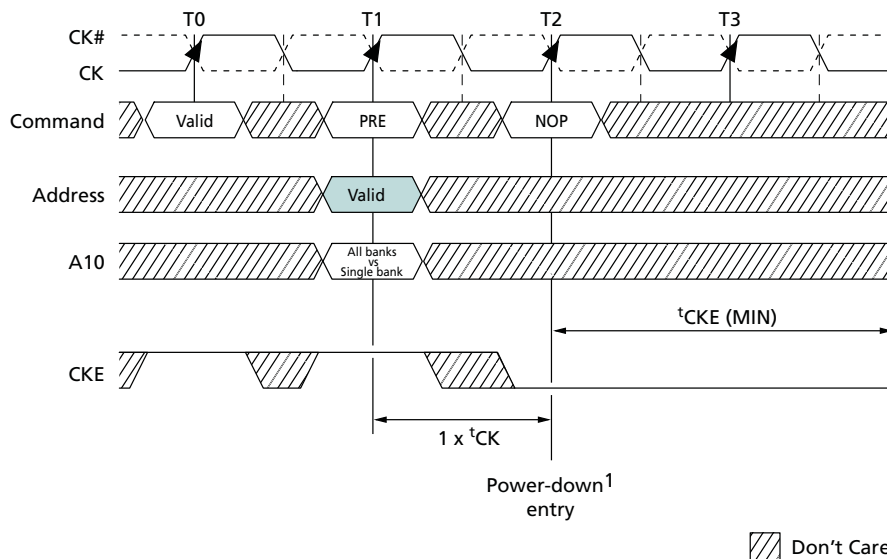 T0 T1 T2 T3
CK#
CK
Command Valid PRE NOP
Address Valid
A10 All banks
vs
Single bank
tCKE (MIN)
CKE
1 x tCK
Power-down1
entry
Don't Care